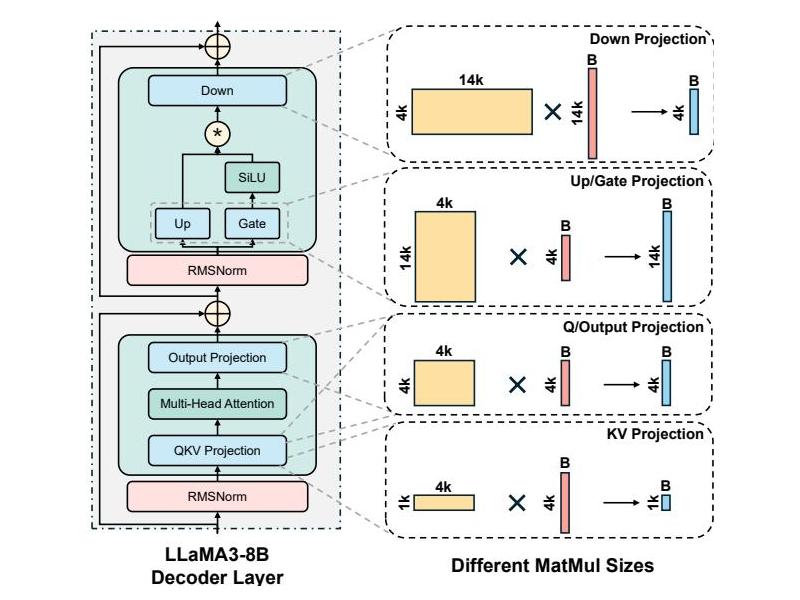 Down
*
SiLU
Up
Gate
RMSNorm
Output Projection
Multi-Head Attention
QKV Projection
RMSNorm
LLaMA3-8B
Decoder Layer
Down Projection
14k
4k
14k
B
4k
B
Up/Gate Projection
4k
14k
4k
B
14k
B
Q/Output Projection
4k
4k
4k
B
4k
B
KV Projection
4k
1k
4k
B
1k
B
Different MatMul Sizes